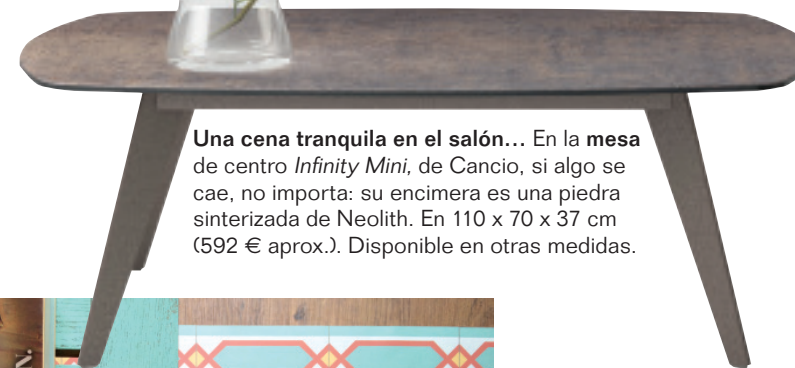 Una cena tranquila en el salón… En la mesa
de centro Infinity Mini, de Cancio, si algo se
cae, no importa: su encimera es una piedra
sinterizada de Neolith. En 110 x 70 x 37 cm
(592 € aprox.). Disponible en otras medidas.